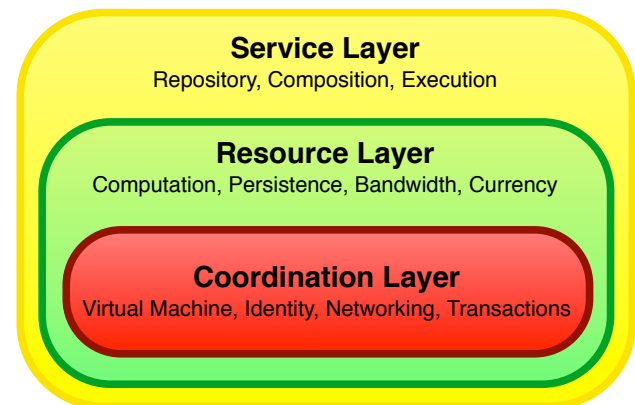 Service Layer
Repository, Composition, Execution
Resource Layer
Computation, Persistence, Bandwidth, Currency
Coordination Layer
Virtual Machine, Identity, Networking, Transactions